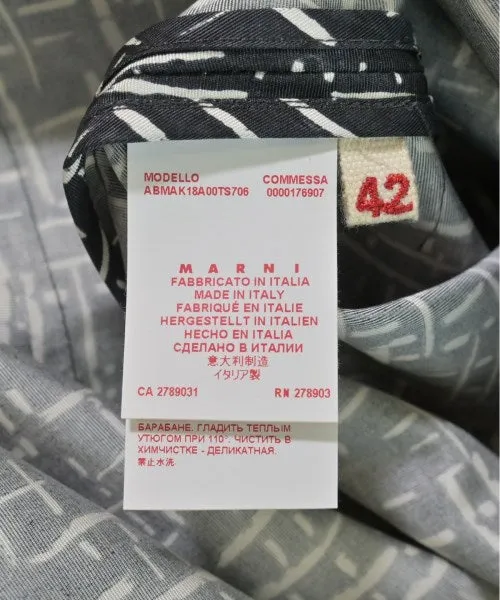 MODELLO COMMESSA
ABMAK18A00TS706 0000176907
42
MARNI
FABBRICATO IN ITALIA
MADE IN ITALY
FABRIQUÉ EN ITALIE
HERGESTELLT IN ITALIEN
HECHO EN ITALIA
СДЕЛАНО В ИТАЛИИ
意大利制造
イタリア製
CA 2789031 RN 278903
БАРАБАНЕ. ГЛАДИТЬ ТЕПЛЫМ
УТЮГОМ ПРИ 110°. ЧИСТИТЬ В
ХИМЧИСТКЕ - ДЕЛИКАТНАЯ.
禁止水洗